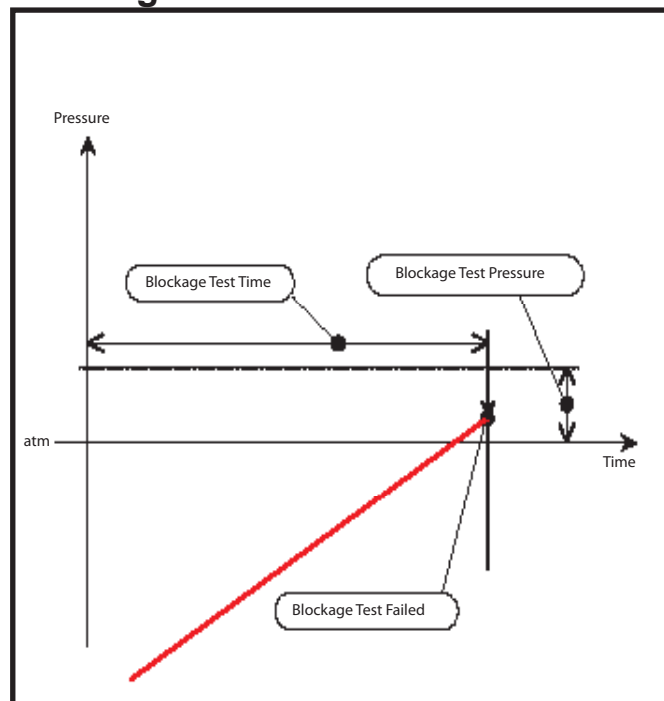 Pressure
Blockage Test Time
Blockage Test Pressure
atm
Time
Blockage Test Failed